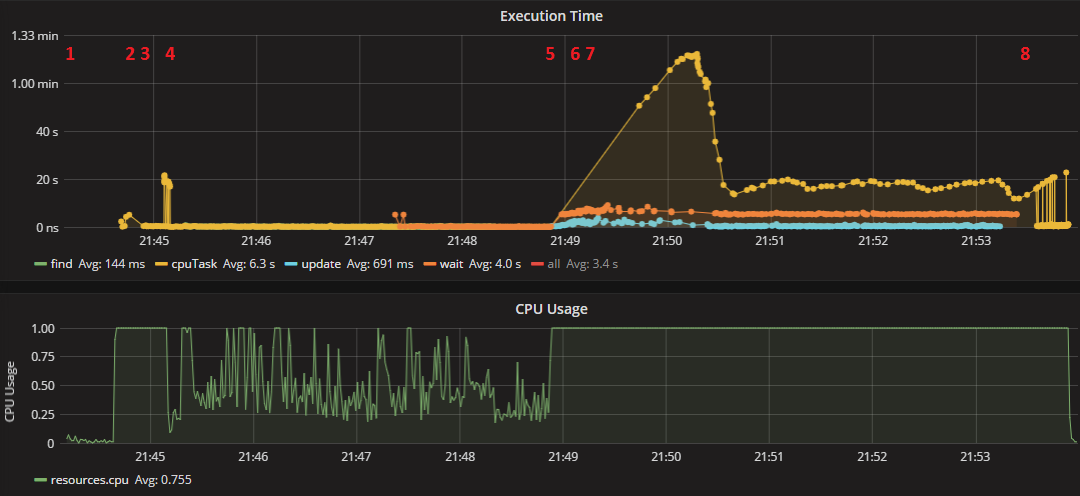 Execution Time
1.33 min
1 2 3 4 5 6 7 8
1.00 min
40 s
20 s
0 ns
21:45 21:46 21:47 21:48 21:49 21:50 21:51 21:52 21:53
find Avg: 144 ms cpuTask Avg: 6.3 s update Avg: 691 ms wait Avg: 4.0 s all Avg: 3.4 s
CPU Usage
CPU Usage
1.00
0.75
0.50
0.25
0
21:45 21:46 21:47 21:48 21:49 21:50 21:51 21:52 21:53
resources.cpu Avg: 0.755